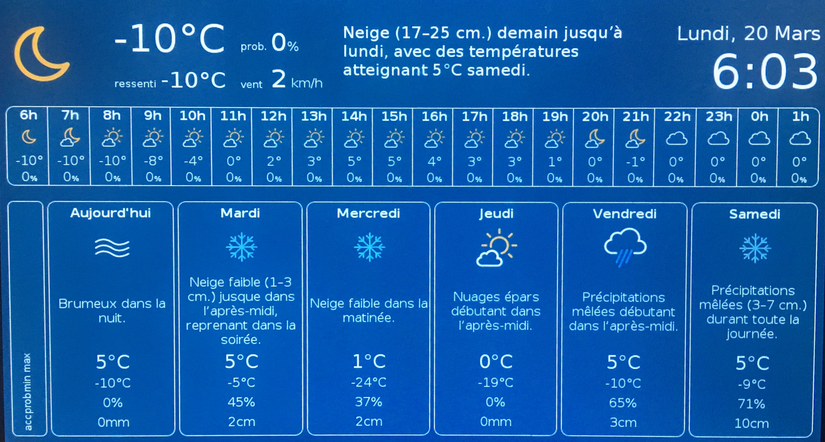 -10°C prob. 0%
ressenti -10°C vent 2 km/h
Neige (17–25 cm.) demain jusqu’à
lundi, avec des températures
atteignant 5°C samedi.
Lundi, 20 Mars
6:03
6h 7h 8h 9h 10h 11h 12h 13h 14h 15h 16h 17h 18h 19h 20h 21h 22h 23h 0h 1h
-10° -10° -10° -8° -4° 0° 2° 3° 5° 5° 4° 3° 3° 1° 0° -1° 0° 0° 0° 0°
0% 0% 0% 0% 0% 0% 0% 0% 0% 0% 0% 0% 0% 0% 0% 0% 0% 0% 0% 0%
accprobmin max
Aujourd'hui
Brumeux dans la
nuit.
5°C
-10°C
0%
0mm
Mardi
Neige faible (1–3
cm.) jusque dans
l’après-midi,
reprenant dans la
soirée.
5°C
-5°C
45%
2cm
Mercredi
Neige faible dans la
matinée.
1°C
-24°C
37%
2cm
Jeudi
Nuages épars
débutant dans
l’après-midi.
0°C
-19°C
0%
0mm
Vendredi
Précipitations
mêlées débutant
dans l’après-midi.
5°C
-10°C
65%
3cm
Samedi
Précipitations
mêlées (3–7 cm.)
durant toute la
journée.
5°C
-9°C
71%
10cm